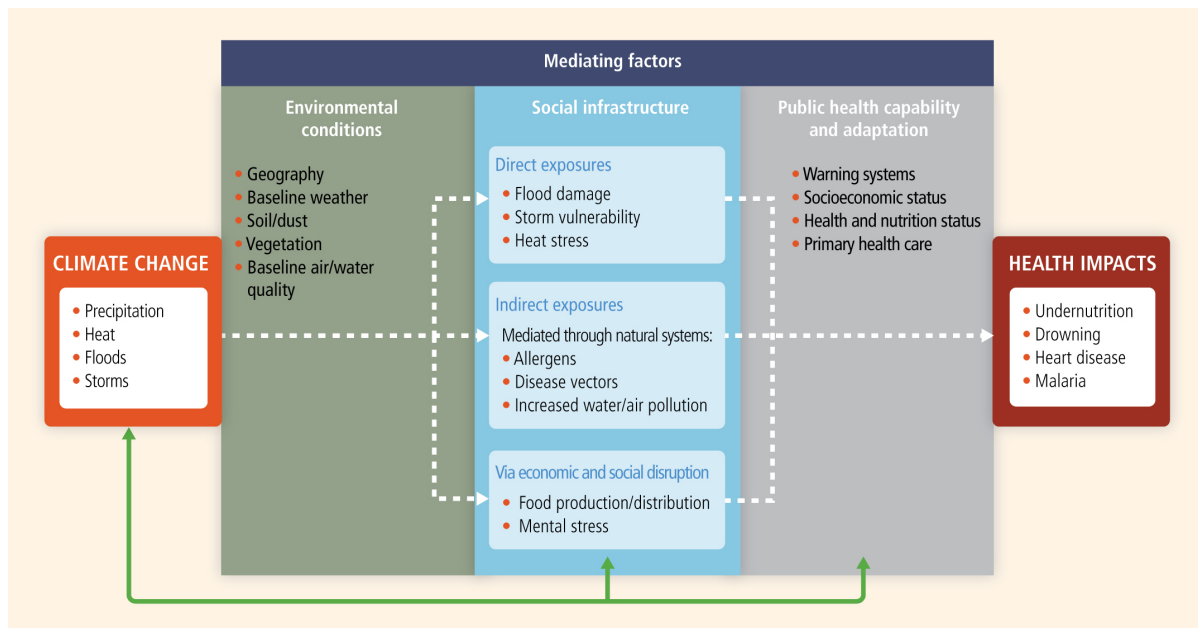 Mediating factors
Environmental
conditions
Geography
Baseline weather
Soil/dust
Vegetation
Baseline air/water
quality
Social infrastructure
Direct exposures
Flood damage
Storm vulnerability
Heat stress
Indirect exposures
Mediated through natural systems:
Allergens
Disease vectors
Increased water/air pollution
Via economic and social disruption
Food production/distribution
Mental stress
Public health capability
and adaptation
Warning systems
Socioeconomic status
Health and nutrition status
Primary health care
CLIMATE CHANGE
Precipitation
Heat
Floods
Storms
HEALTH IMPACTS
Undernutrition
Drowning
Heart disease
Malaria